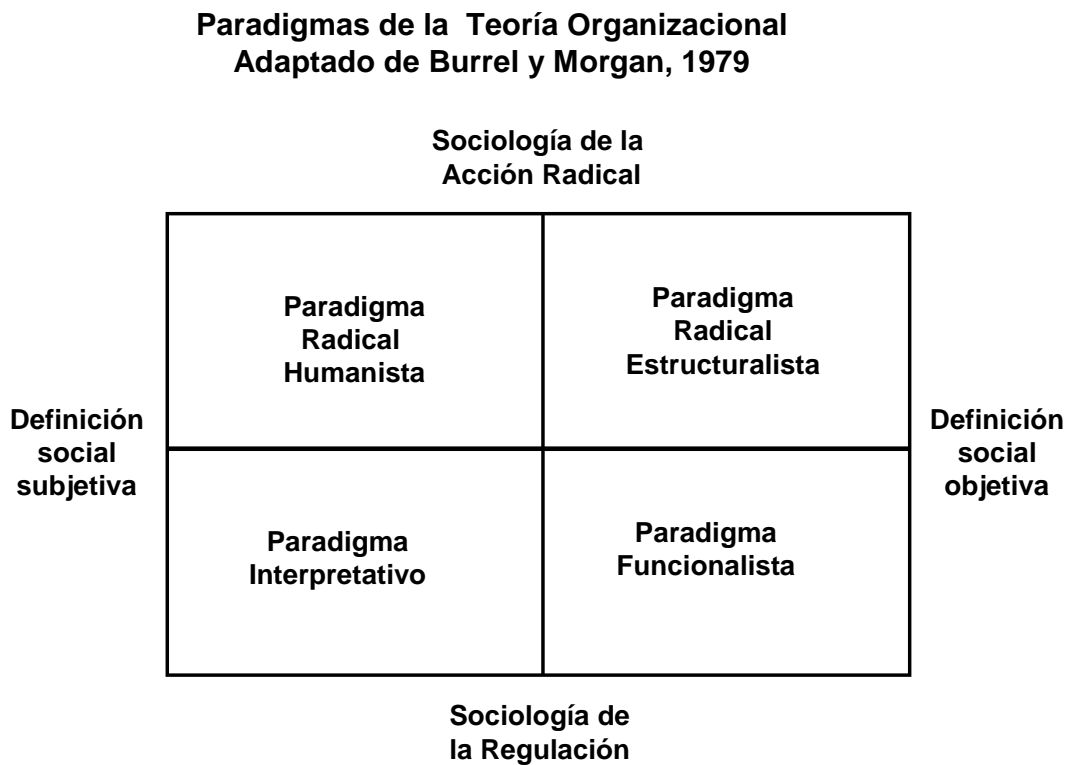 Paradigmas de la Teoría Organizacional
Adaptado de Burrel y Morgan, 1979
Sociología de la
Acción Radical
Paradigma
Radical
Humanista
Paradigma
Radical
Estructuralista
Definición
social
subjetiva
Definición
social
objetiva
Paradigma
Interpretativo
Paradigma
Funcionalista
Sociología de
la Regulación